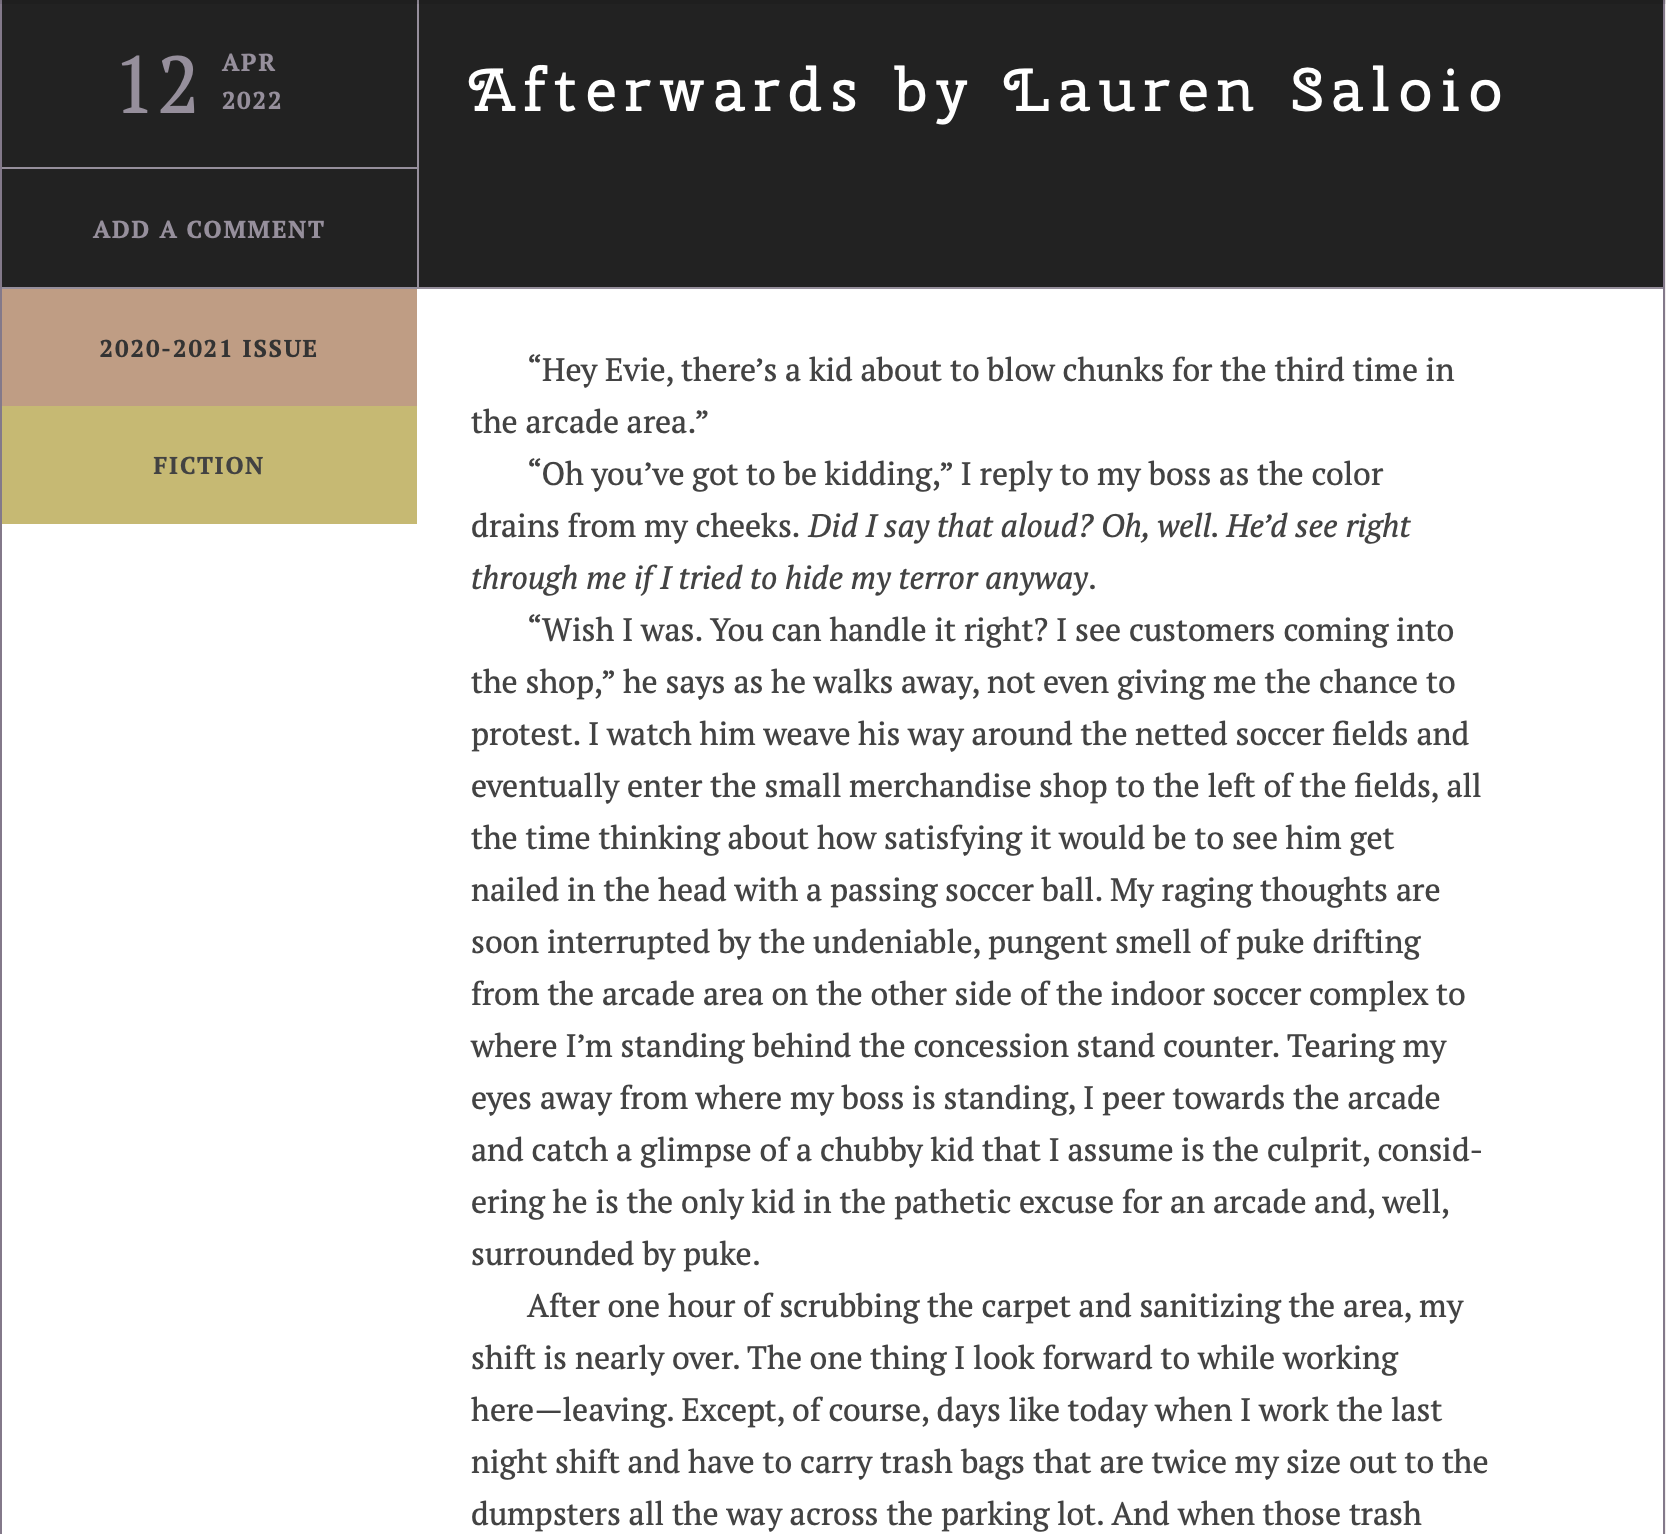 12
APR
2022
Afterwards by Lauren Saloio
ADD A COMMENT
2020-2021 ISSUE
FICTION
“Hey Evie, there’s a kid about to blow chunks for the third time in
the arcade area.”
“Oh you’ve got to be kidding,” I reply to my boss as the color
drains from my cheeks. Did I say that aloud? Oh, well. He’d see right
through me if I tried to hide my terror anyway.
“Wish I was. You can handle it right? I see customers coming into
the shop,” he says as he walks away, not even giving me the chance to
protest. I watch him weave his way around the netted soccer fields and
eventually enter the small merchandise shop to the left of the fields, all
the time thinking about how satisfying it would be to see him get
nailed in the head with a passing soccer ball. My raging thoughts are
soon interrupted by the undeniable, pungent smell of puke drifting
from the arcade area on the other side of the indoor soccer complex to
where I’m standing behind the concession stand counter. Tearing my
eyes away from where my boss is standing, I peer towards the arcade
and catch a glimpse of a chubby kid that I assume is the culprit, consid-
ering he is the only kid in the pathetic excuse for an arcade and, well,
surrounded by puke.
After one hour of scrubbing the carpet and sanitizing the area, my
shift is nearly over. The one thing I look forward to while working
here—leaving. Except, of course, days like today when I work the last
night shift and have to carry trash bags that are twice my size out to the
dumpsters all the way across the parking lot. And when those trash